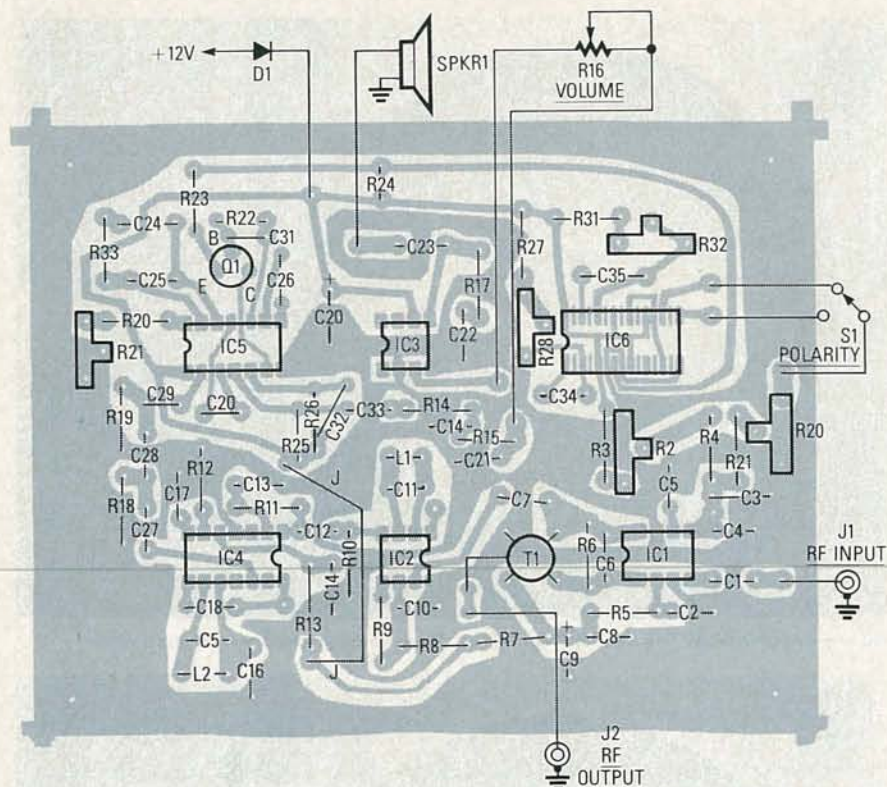 +12V
D1
SPKR1
R16
VOLUME
R23
R24
R33
C24
R22
B
C31
Q1
C25
E
C
C26
+
C20
C23
R17
R27
R31
R32
C35
R20
R21
IC5
IC3
C22
R28
IC6
S1
POLARITY
R19
C29
C20
R26
C32
C33
R14
C14
R15
C21
C34
R3
R2
R4
R21
R20
C28
R25
R12
C13
J
L1
C11
C5
C3
R18
C17
R11
C7
C27
C12
R10
C4
J1
RF INPUT
IC4
IC2
T1
R6
C6
IC1
C14
C1
C18
R13
C10
R5
C2
C5
R9
R8
R7
+
C8
C9
L2
C16
J
J2
RF
OUTPUT